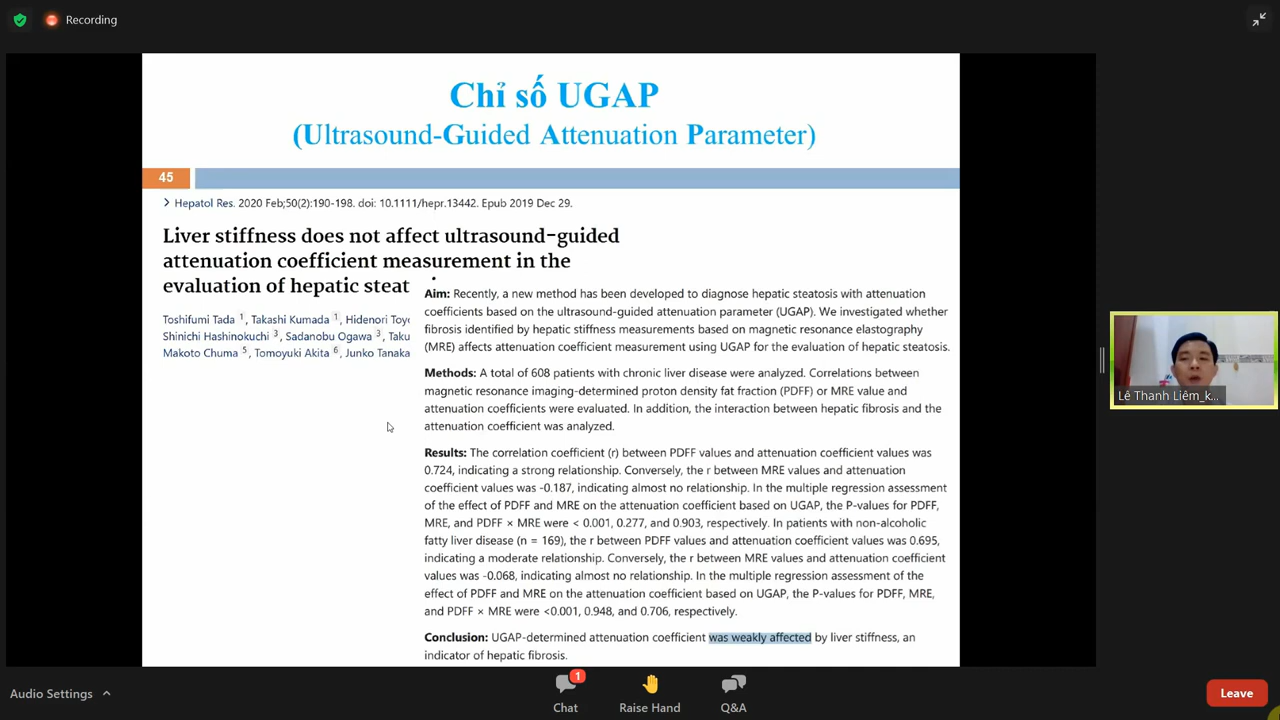 Recording
Chỉ số UGAP
(Ultrasound-Guided Attenuation Parameter)
45
Hepatol Res. 2020 Feb;50(2):190-198. doi: 10.1111/hepr.13442. Epub 2019 Dec 29.
Liver stiffness does not affect ultrasound-guided
attenuation coefficient measurement in the
evaluation of hepatic steat
Toshifumi Tada 1, Takashi Kumada 1, Hidenori Toyo
Shinichi Hashinokuchi 3, Sadanobu Ogawa 3, Taku
Makoto Chuma 5, Tomoyuki Akita 6, Junko Tanaka
Aim: Recently, a new method has been developed to diagnose hepatic steatosis with attenuation
coefficients based on the ultrasound-guided attenuation parameter (UGAP). We investigated whether
fibrosis identified by hepatic stiffness measurements based on magnetic resonance elastography
(MRE) affects attenuation coefficient measurement using UGAP for the evaluation of hepatic steatosis.
Methods: A total of 608 patients with chronic liver disease were analyzed. Correlations between
magnetic resonance imaging-determined proton density fat fraction (PDFF) or MRE value and
attenuation coefficients were evaluated. In addition, the interaction between hepatic fibrosis and the
attenuation coefficient was analyzed.
Results: The correlation coefficient (r) between PDFF values and attenuation coefficient values was
0.724, indicating a strong relationship. Conversely, the r between MRE values and attenuation
coefficient values was -0.187, indicating almost no relationship. In the multiple regression assessment
of the effect of PDFF and MRE on the attenuation coefficient based on UGAP, the P-values for PDFF,
MRE, and PDFF × MRE were < 0.001, 0.277, and 0.903, respectively. In patients with non-alcoholic
fatty liver disease (n = 169), the r between PDFF values and attenuation coefficient values was 0.695,
indicating a moderate relationship. Conversely, the r between MRE values and attenuation coefficient
values was -0.068, indicating almost no relationship. In the multiple regression assessment of the
effect of PDFF and MRE on the attenuation coefficient based on UGAP, the P-values for PDFF, MRE,
and PDFF × MRE were <0.001, 0.948, and 0.706, respectively.
Conclusion: UGAP-determined attenuation coefficient was weakly affected by liver stiffness, an
indicator of hepatic fibrosis.
Lê Thanh Liêm_k...
Audio Settings
1
Chat
Raise Hand
Q&A
Leave